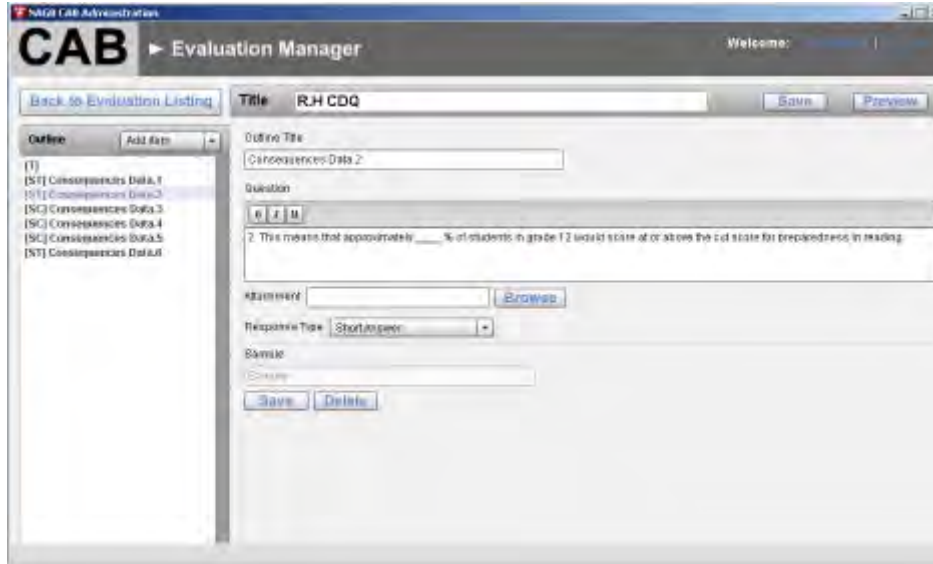 NAGB CAB Administration
CAB ► Evaluation Manager
Welcome:
Back to Evaluation Listing
Title R.H CDQ
Save Preview
Outline Add Item
(T)
[ST] Consequences Data.1
[ST] Consequences Data.2
[SC] Consequences Data.3
[SC] Consequences Data.4
[SC] Consequences Data.5
[ST] Consequences Data.6
Outline Title
Consequences Data.2
Question
B I U
2. This means that approximately _____ % of students in grade 12 would score at or above the cut score for preparedness in reading.
Attachment Browse
Response Type Short Answer
Sample
Sample
Save Delete